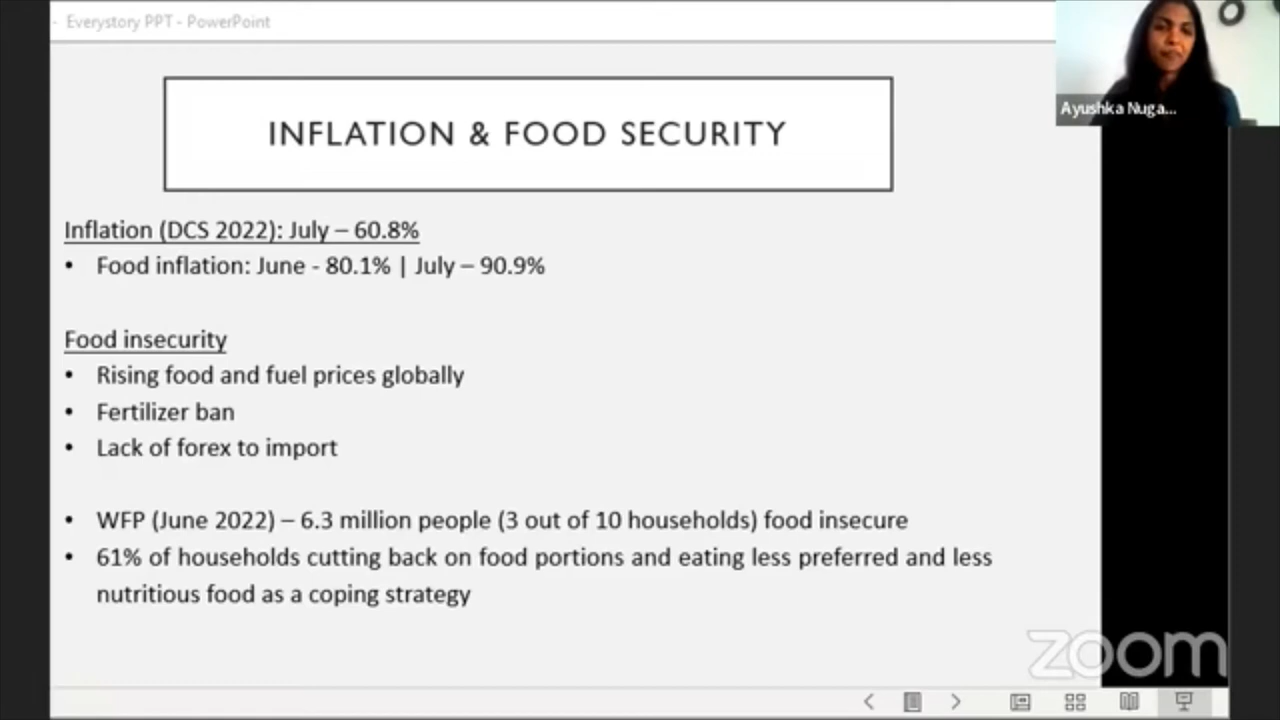 - Everystory PPT - PowerPoint
Ayushka Nuga...
INFLATION & FOOD SECURITY
Inflation (DCS 2022): July – 60.8%
• Food inflation: June - 80.1% | July – 90.9%
Food insecurity
• Rising food and fuel prices globally
• Fertilizer ban
• Lack of forex to import
• WFP (June 2022) – 6.3 million people (3 out of 10 households) food insecure
• 61% of households cutting back on food portions and eating less preferred and less
nutritious food as a coping strategy
zoom